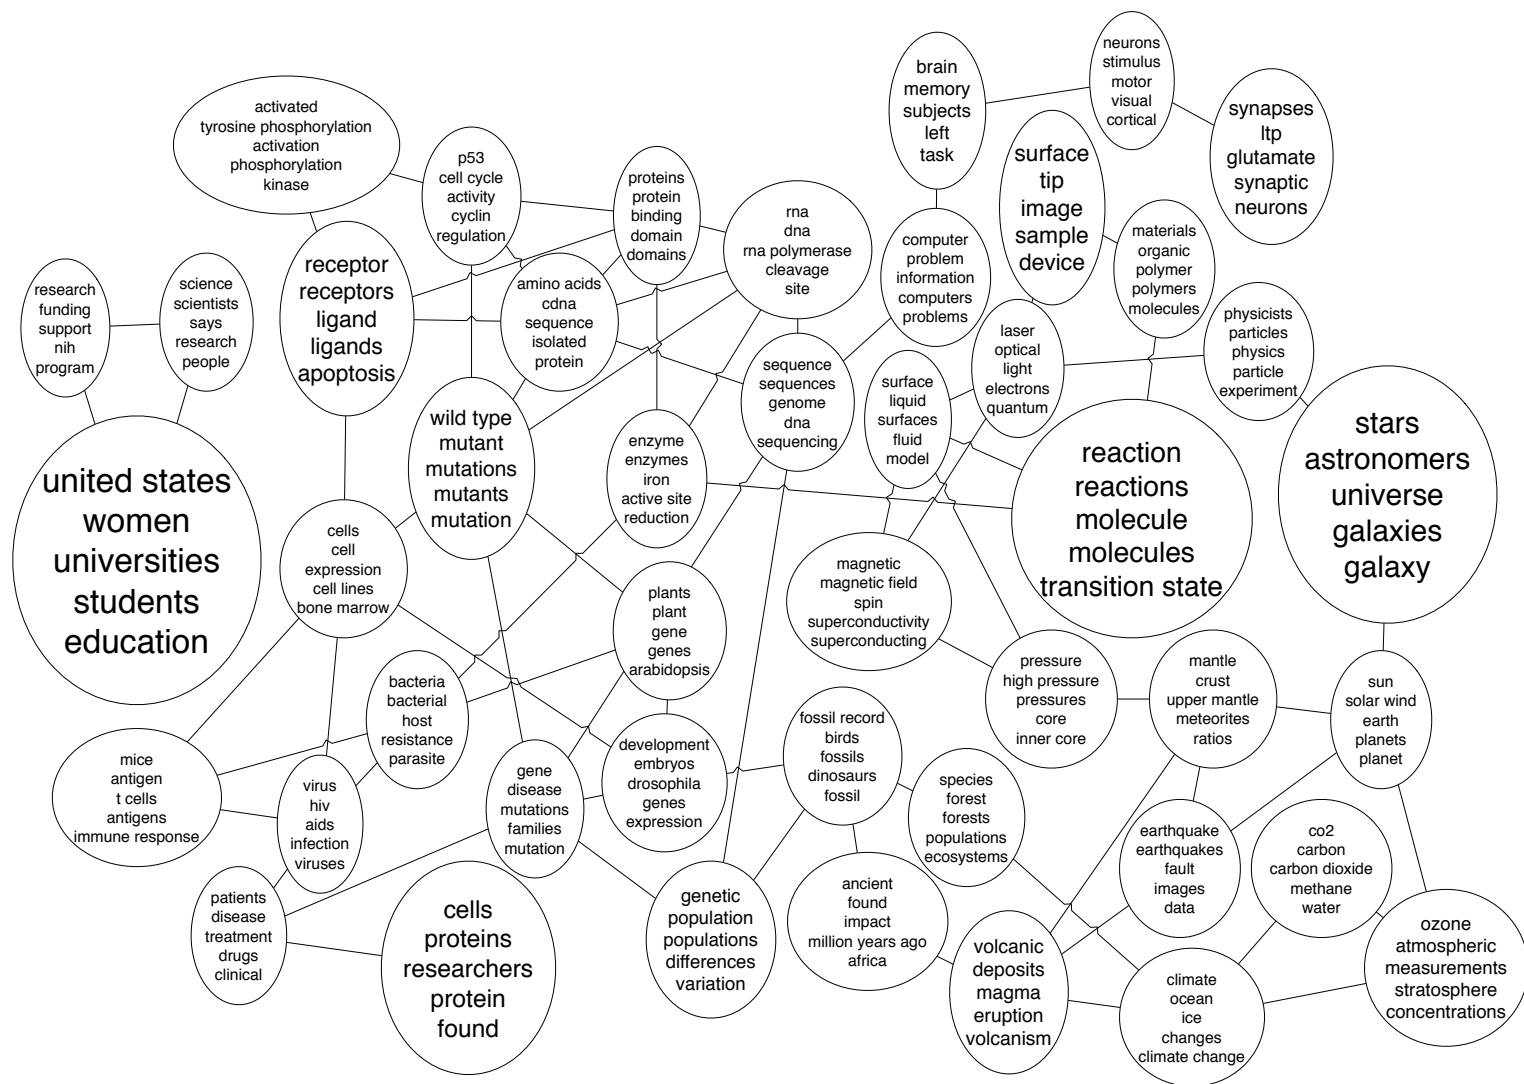 neurons
stimulus
motor
visual
cortical
brain
memory
subjects
left
task
synapses
ltp
glutamate
synaptic
neurons
activated
tyrosine phosphorylation
activation
phosphorylation
kinase
p53
cell cycle
activity
cyclin
regulation
proteins
protein
binding
domain
domains
rna
dna
rna polymerase
cleavage
site
computer
problem
information
computers
problems
surface
tip
image
sample
device
materials
organic
polymer
polymers
molecules
research
funding
support
nih
program
science
scientists
says
research
people
receptor
receptors
ligand
ligands
apoptosis
amino acids
cdna
sequence
isolated
protein
sequence
sequences
genome
dna
sequencing
surface
liquid
surfaces
fluid
model
laser
optical
light
electrons
quantum
physicists
particles
physics
particle
experiment
united states
women
universities
students
education
wild type
mutant
mutations
mutants
mutation
enzyme
enzymes
iron
active site
reduction
reaction
reactions
molecule
molecules
transition state
stars
astronomers
universe
galaxies
galaxy
cells
cell
expression
cell lines
bone marrow
plants
plant
gene
genes
arabidopsis
magnetic
magnetic field
spin
superconductivity
superconducting
bacteria
bacterial
host
resistance
parasite
pressure
high pressure
pressures
core
inner core
mantle
crust
upper mantle
meteorites
ratios
sun
solar wind
earth
planets
planet
mice
antigen
t cells
antigens
immune response
virus
hiv
aids
infection
viruses
gene
disease
mutations
families
mutation
development
embryos
drosophila
genes
expression
fossil record
birds
fossils
dinosaurs
fossil
species
forest
forests
populations
ecosystems
earthquake
earthquakes
fault
images
data
co2
carbon
carbon dioxide
methane
water
patients
disease
treatment
drugs
clinical
cells
proteins
researchers
protein
found
genetic
population
populations
differences
variation
ancient
found
impact
million years ago
africa
volcanic
deposits
magma
eruption
volcanism
climate
ocean
ice
changes
climate change
ozone
atmospheric
measurements
stratosphere
concentrations